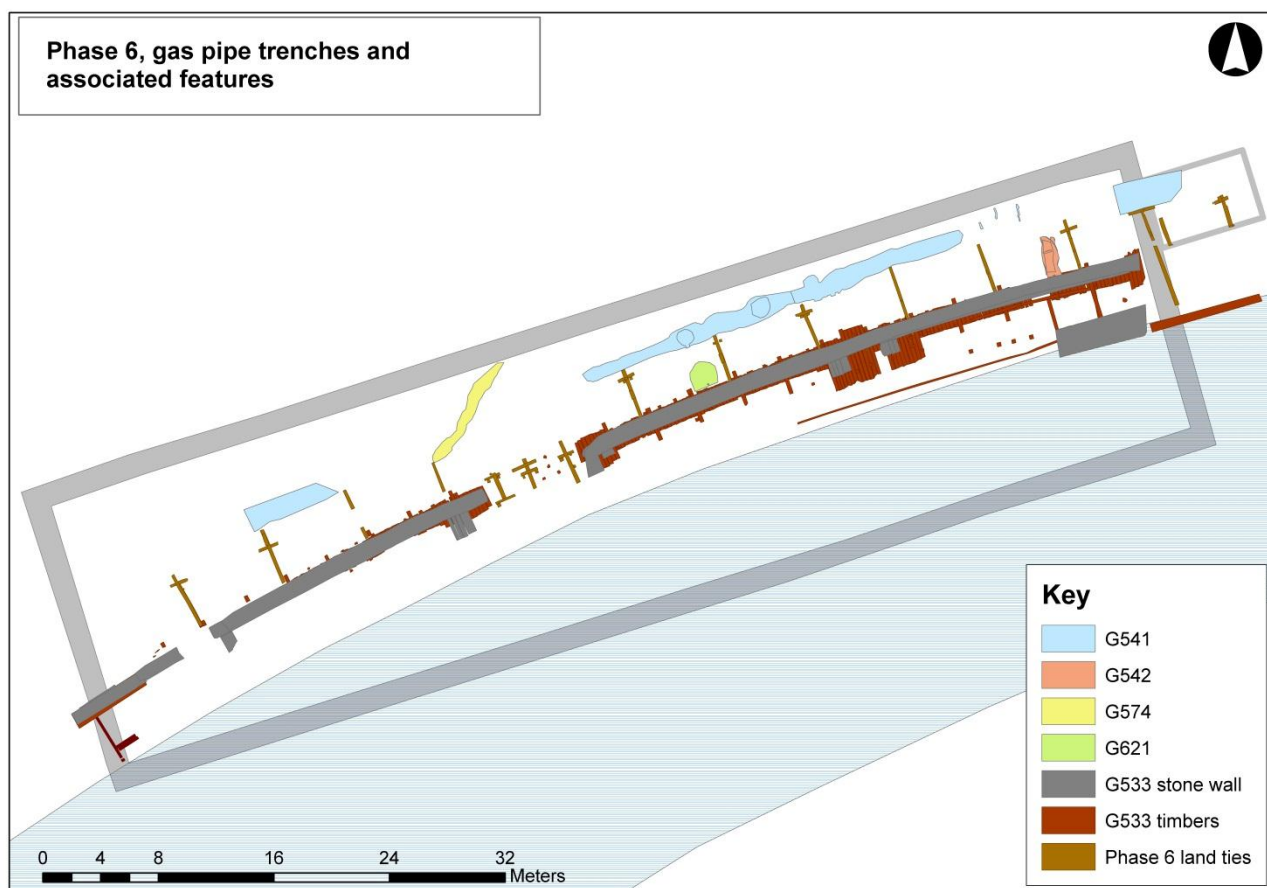 Phase 6, gas pipe trenches and
associated features
Key
G541
G542
G574
G621
G533 stone wall
G533 timbers
Phase 6 land ties
0 4 8 16 24 32
Meters